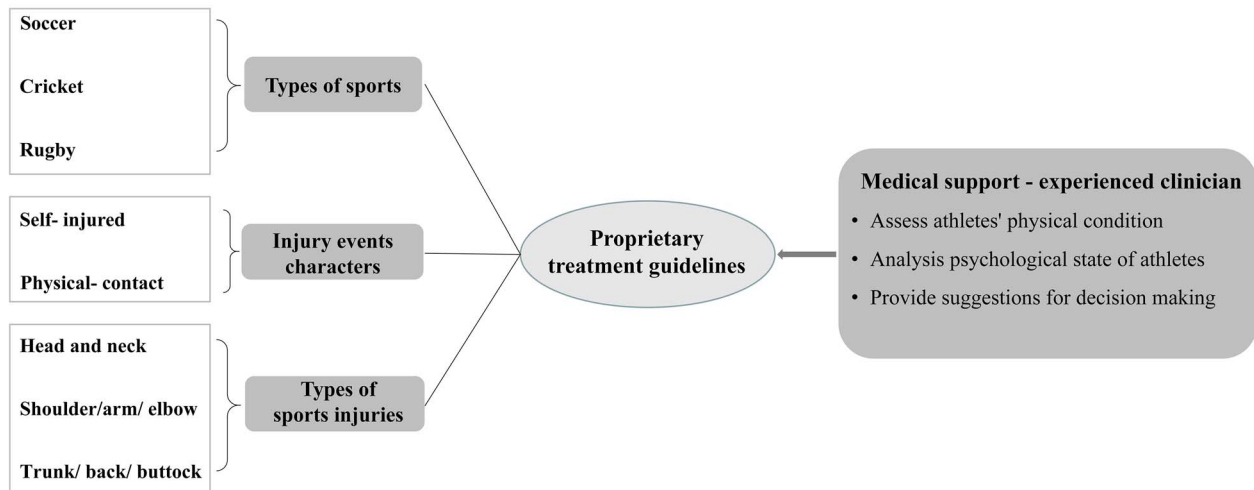 Soccer
Cricket
Rugby
Types of sports
Self- injured
Physical- contact
Injury events
characters
Head and neck
Shoulder/arm/ elbow
Trunk/ back/ buttock
Types of
sports injuries
Proprietary
treatment guidelines
Medical support - experienced clinician
• Assess athletes' physical condition
• Analysis psychological state of athletes
• Provide suggestions for decision making